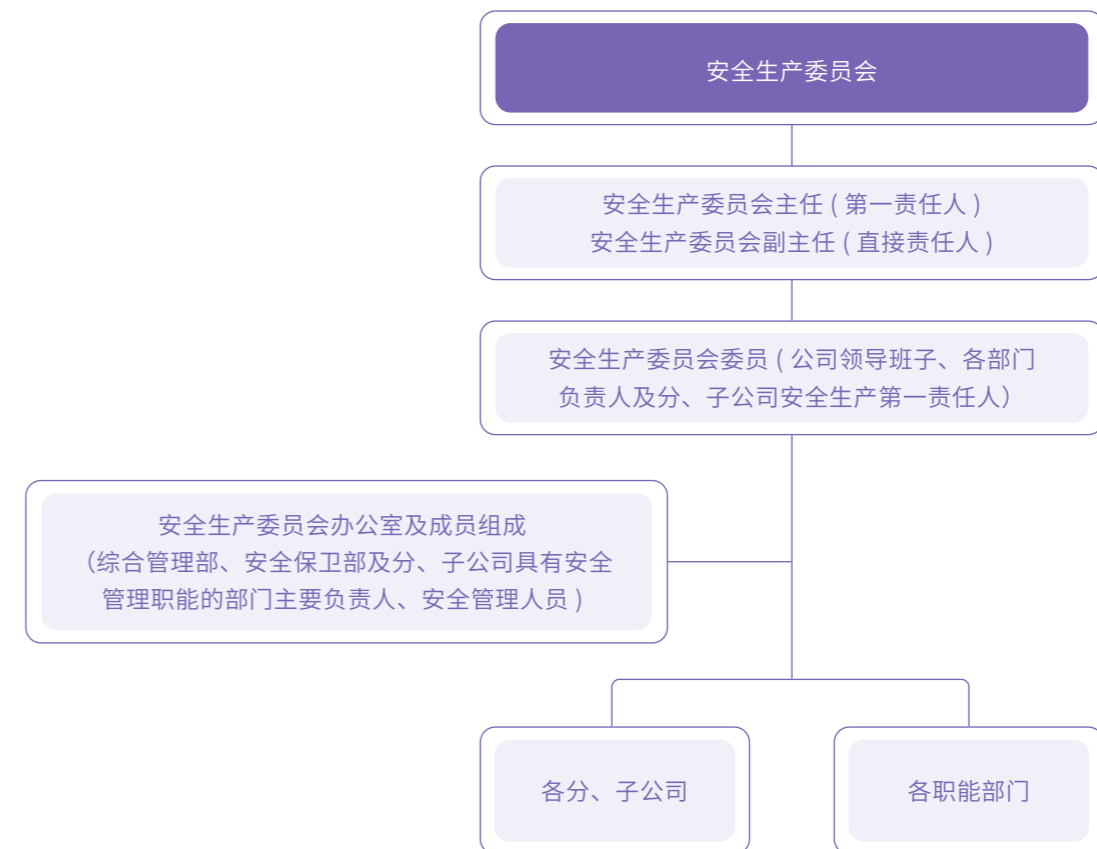 安全生产委员会
安全生产委员会主任 ( 第一责任人 )
安全生产委员会副主任 ( 直接责任人 )
安全生产委员会委员 ( 公司领导班子、各部门
负责人及分、子公司安全生产第一责任人）
安全生产委员会办公室及成员组成
（综合管理部、安全保卫部及分、子公司具有安全
管理职能的部门主要负责人、安全管理人员 )
各分、子公司
各职能部门